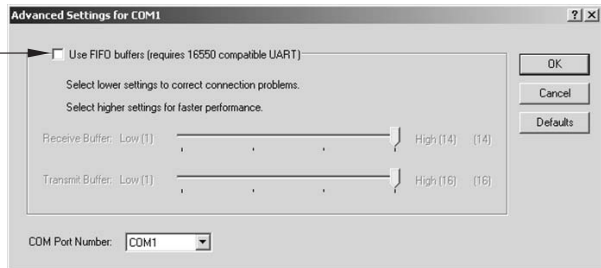 Advanced Settings for COM1
Use FIFO buffers (requires 16550 compatible UART)
OK
Select lower settings to correct connection problems.
Cancel
Select higher settings for faster performance.
Defaults
Receive Buffer: Low (1) High (14) (14)
Transmit Buffer: Low (1) High (16) (16)
COM Port Number: COM1